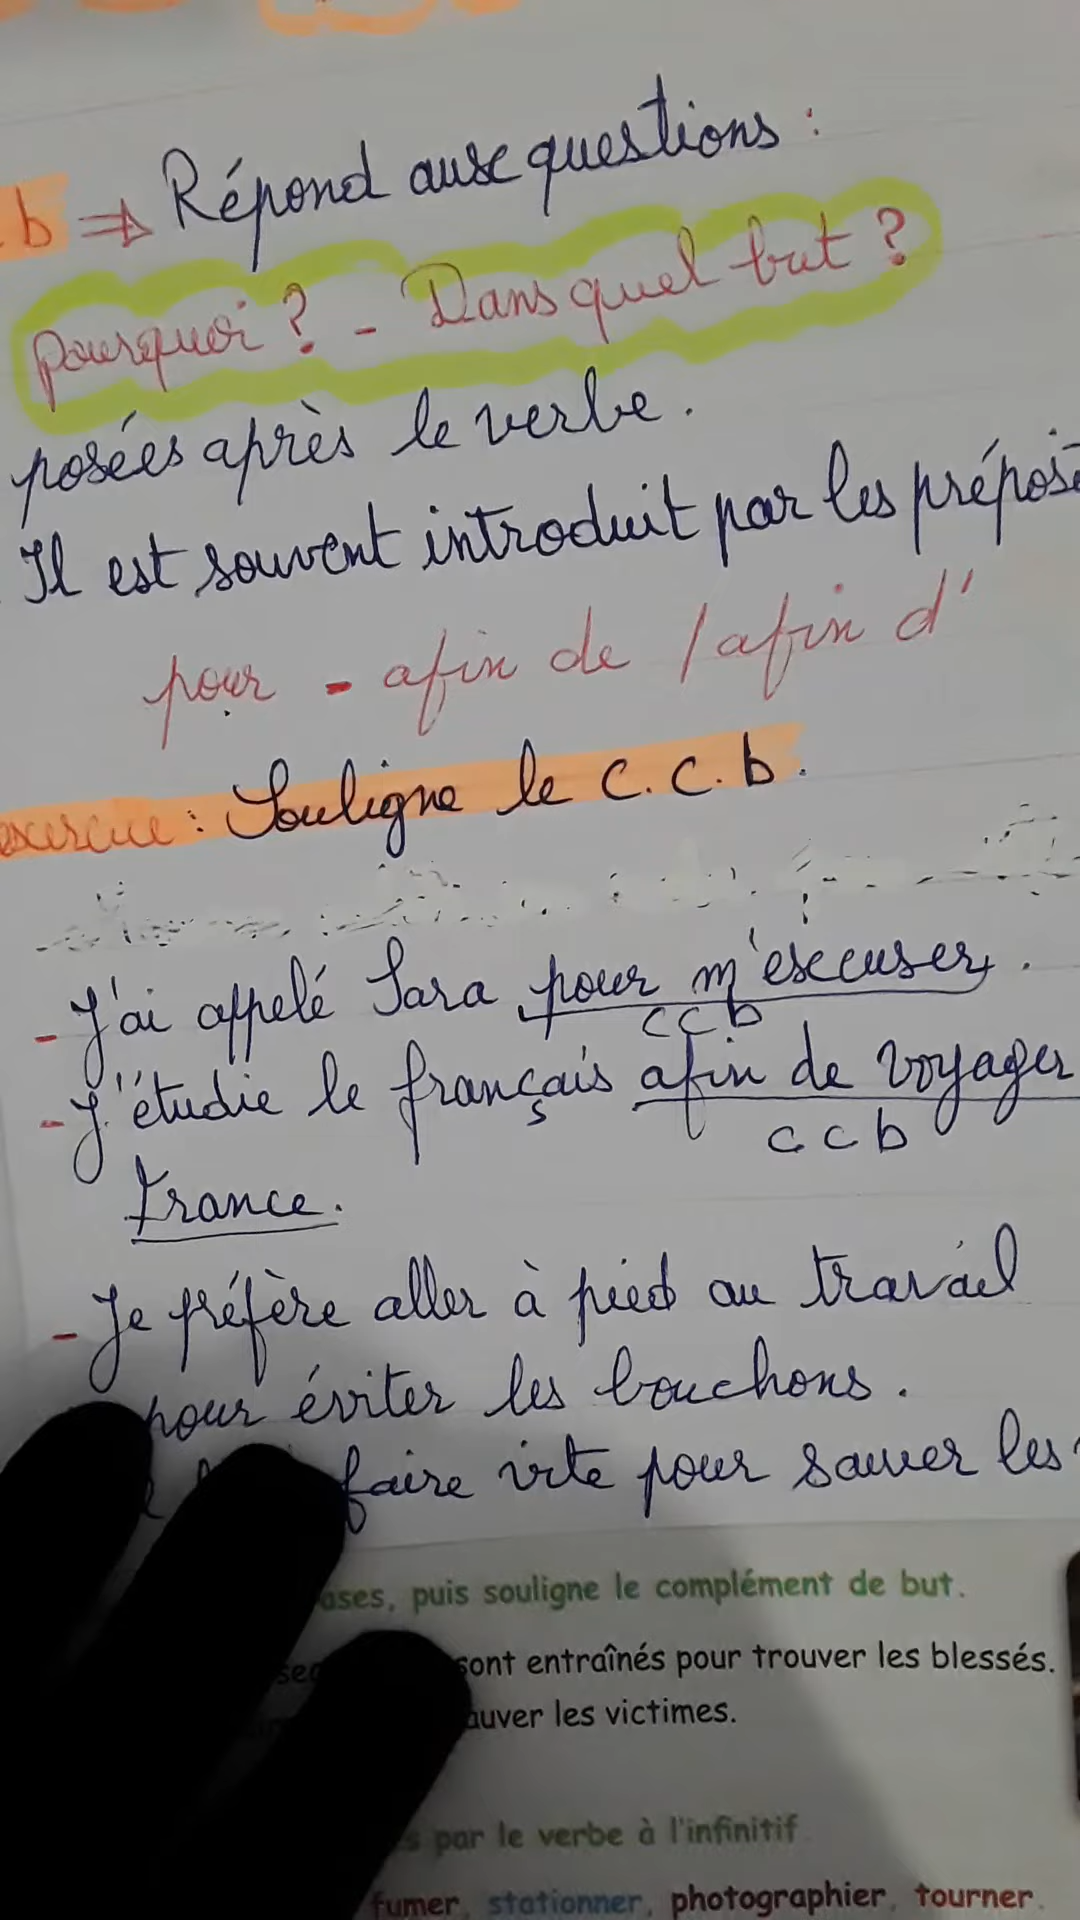 b ⇒ Répond aux questions :
pourquoi ? - Dans quel but ?
posées après le verbe.
Il est souvent introduit par les préposi
pour - afin de / afin d'
exercice : Souligne le C.C.b.
- J'ai appelé Sara pour m'excuser.
ccb
- J'étudie le français afin de voyager
s
ccb
France.
- Je préfère aller à pied au travail
pour éviter les bouchons.
faire vite pour sauver les
ases, puis souligne le complément de but.
sont entraînés pour trouver les blessés.
auver les victimes.
s par le verbe à l'infinitif
fumer, stationner, photographier, tourner.